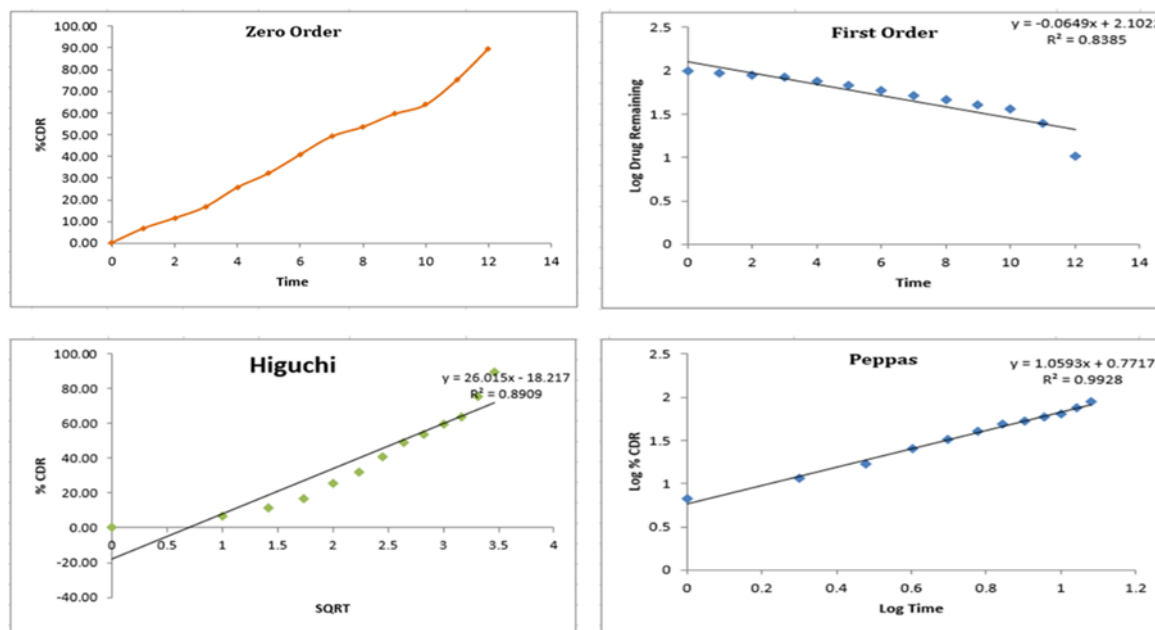 Zero Order
%CDR
100.00
90.00
80.00
70.00
60.00
50.00
40.00
30.00
20.00
10.00
0.00
0 2 4 6 8 10 12 14
Time
First Order
y = -0.0649x + 2.102
R² = 0.8385
Log Drug Remaining
2.5
2
1.5
1
0.5
0
0 2 4 6 8 10 12 14
Time
Higuchi
y = 26.015x - 18.217
R² = 0.8909
% CDR
100.00
80.00
60.00
40.00
20.00
0.00
-20.00
-40.00
0 0.5 1 1.5 2 2.5 3 3.5 4
SQRT
Peppas
y = 1.0593x + 0.7717
R² = 0.9928
Log % CDR
2.5
2
1.5
1
0.5
0
0 0.2 0.4 0.6 0.8 1 1.2
Log Time